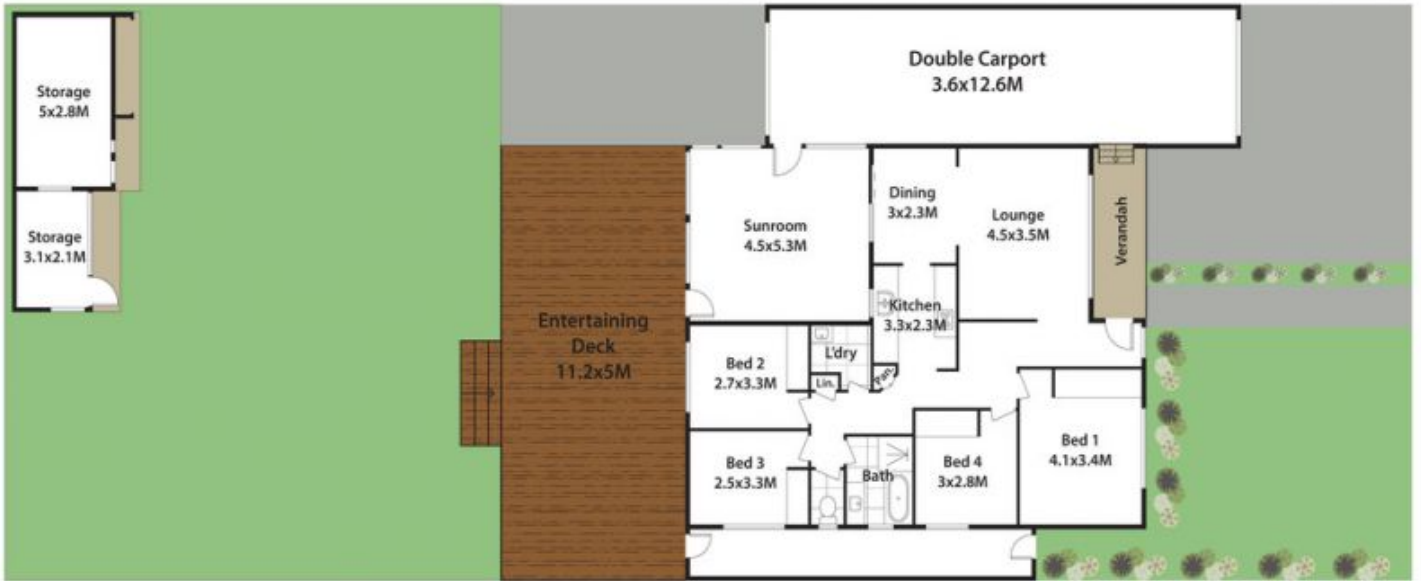 Storage
5x2.8M
Storage
3.1x2.1M
Entertaining
Deck
11.2x5M
Double Carport
3.6x12.6M
Sunroom
4.5x5.3M
Dining
3x2.3M
Lounge
4.5x3.5M
Verandah
Kitchen
3.3x2.3M
Bed 2
2.7x3.3M
L'dry
Lin.
Pan.
Bed 3
2.5x3.3M
Bath
Bed 4
3x2.8M
Bed 1
4.1x3.4M